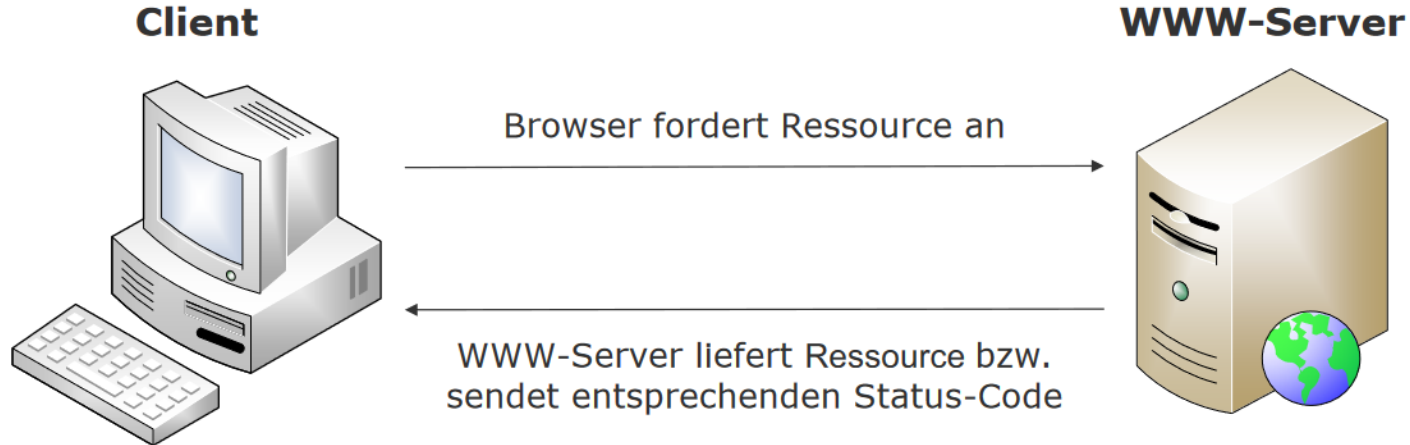 Client
WWW-Server
Browser fordert Ressource an
WWW-Server liefert Ressource bzw.
sendet entsprechenden Status-Code